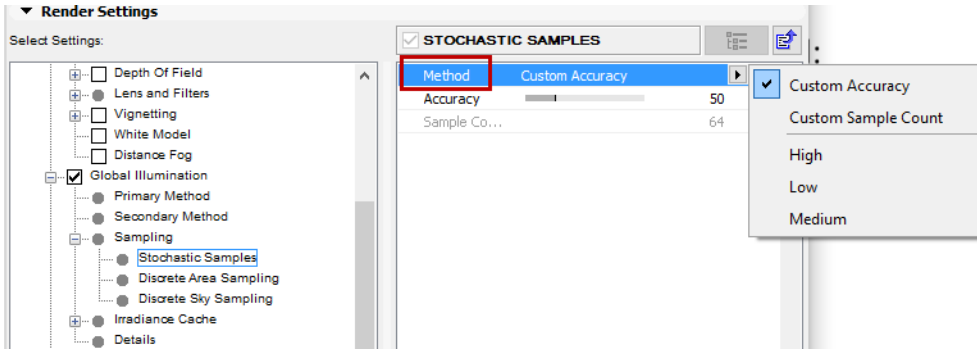 Render Settings
Select Settings:
Depth Of Field
Lens and Filters
Vignetting
White Model
Distance Fog
Global Illumination
Primary Method
Secondary Method
Sampling
Stochastic Samples
Discrete Area Sampling
Discrete Sky Sampling
Irradiance Cache
Details
STOCHASTIC SAMPLES
Method Custom Accuracy
Accuracy 50
Sample Co... 64
Custom Accuracy
Custom Sample Count
High
Low
Medium